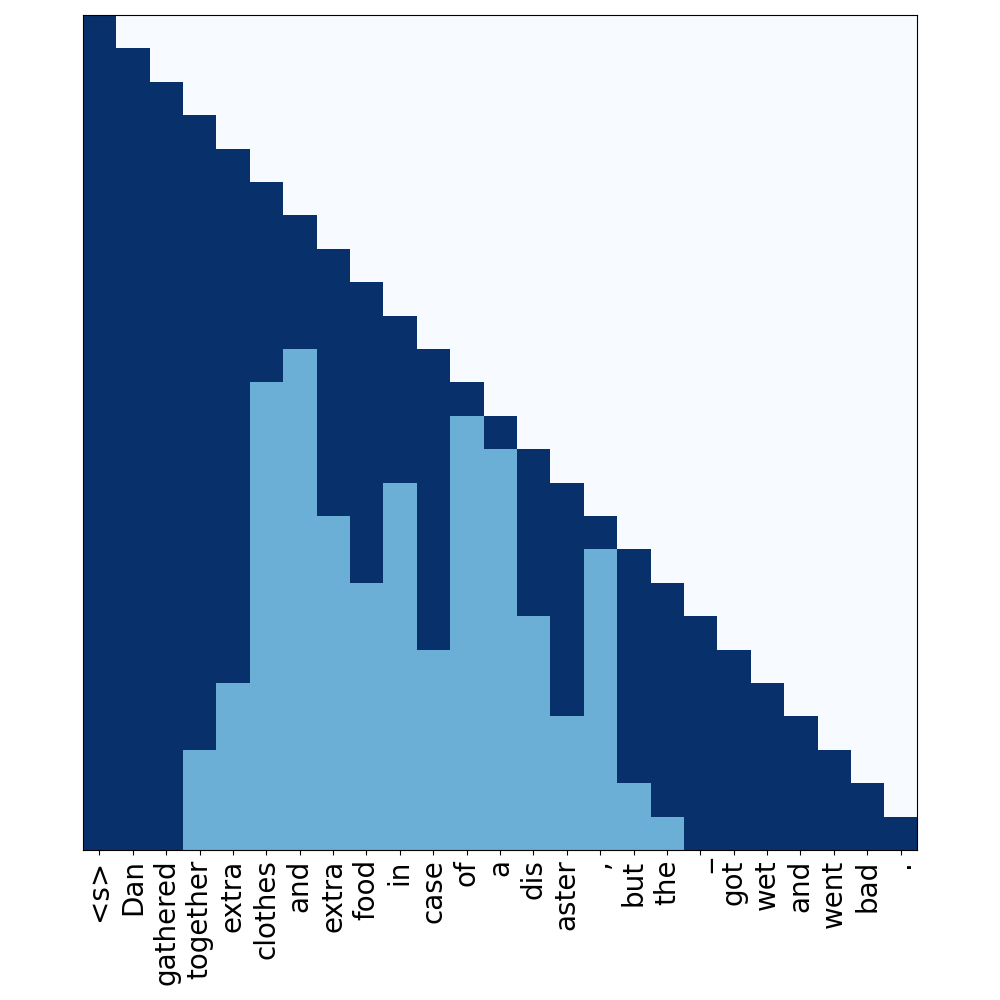 <s> Dan gathered together extra clothes and extra food in case of a dis aster , but the _ got wet and went bad .